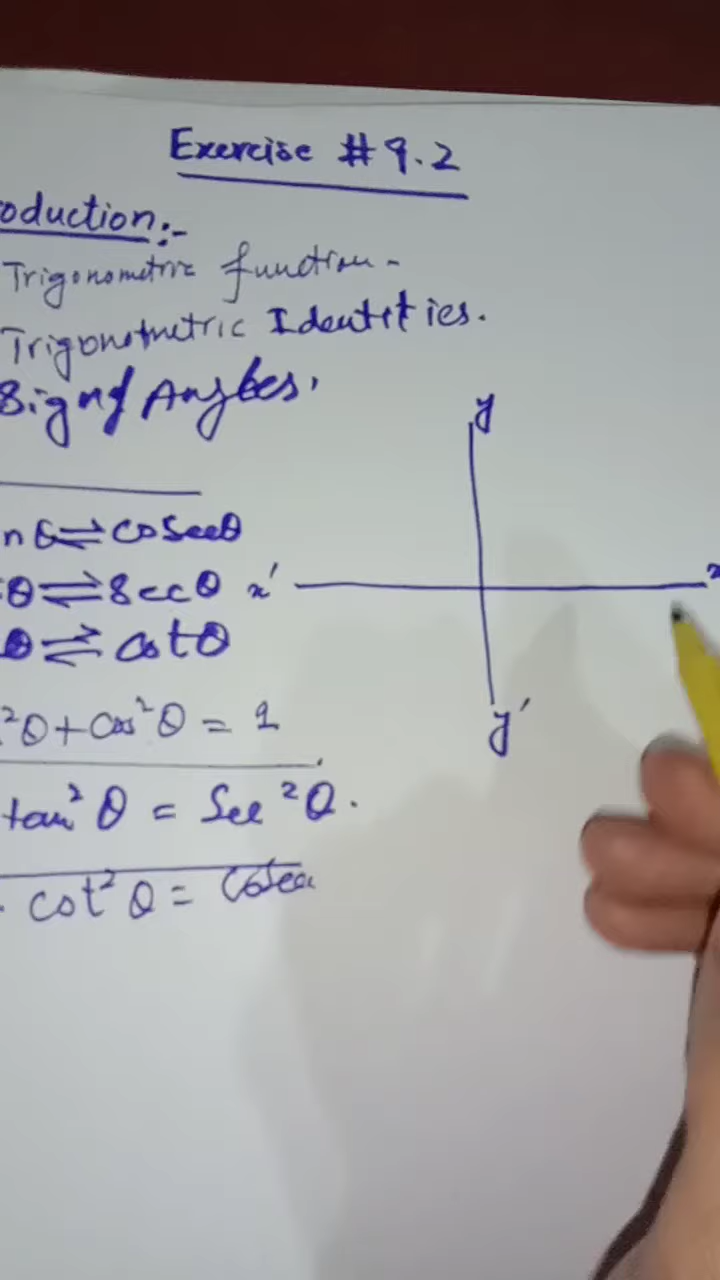 Exercise #9.2
oduction:-
Trigonometric function-
Trigonometric Identities.
Sign of Angles.
y
n θ⇌coSecθ
θ⇌Secθ
x' x
θ⇌Cotθ
²θ+Cos²θ = 1
y'
tan²θ = Sec²θ.
- cot²θ = Cosec